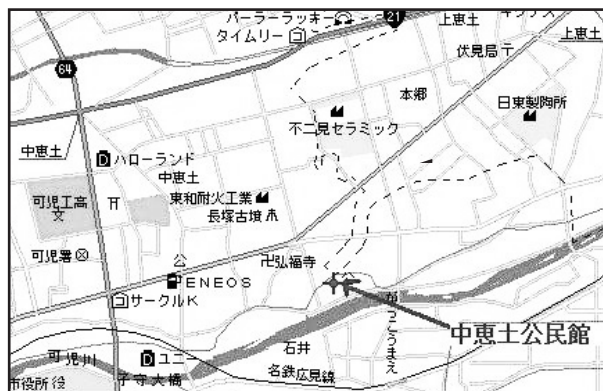 パーラーラッキー
21
上恵土
タイムリー
伏見局
上恵土
64
本郷
日東製陶所
不二見セラミック
中恵土
ハローランド
中恵土
可児工高
文
東和耐火工業
長塚古墳
可児署
公
弘福寺
ENEOS
サークルK
がっこうまえ
中恵土公民館
石井
可児川
ユニー
名鉄広見線
市役所
子守大橋